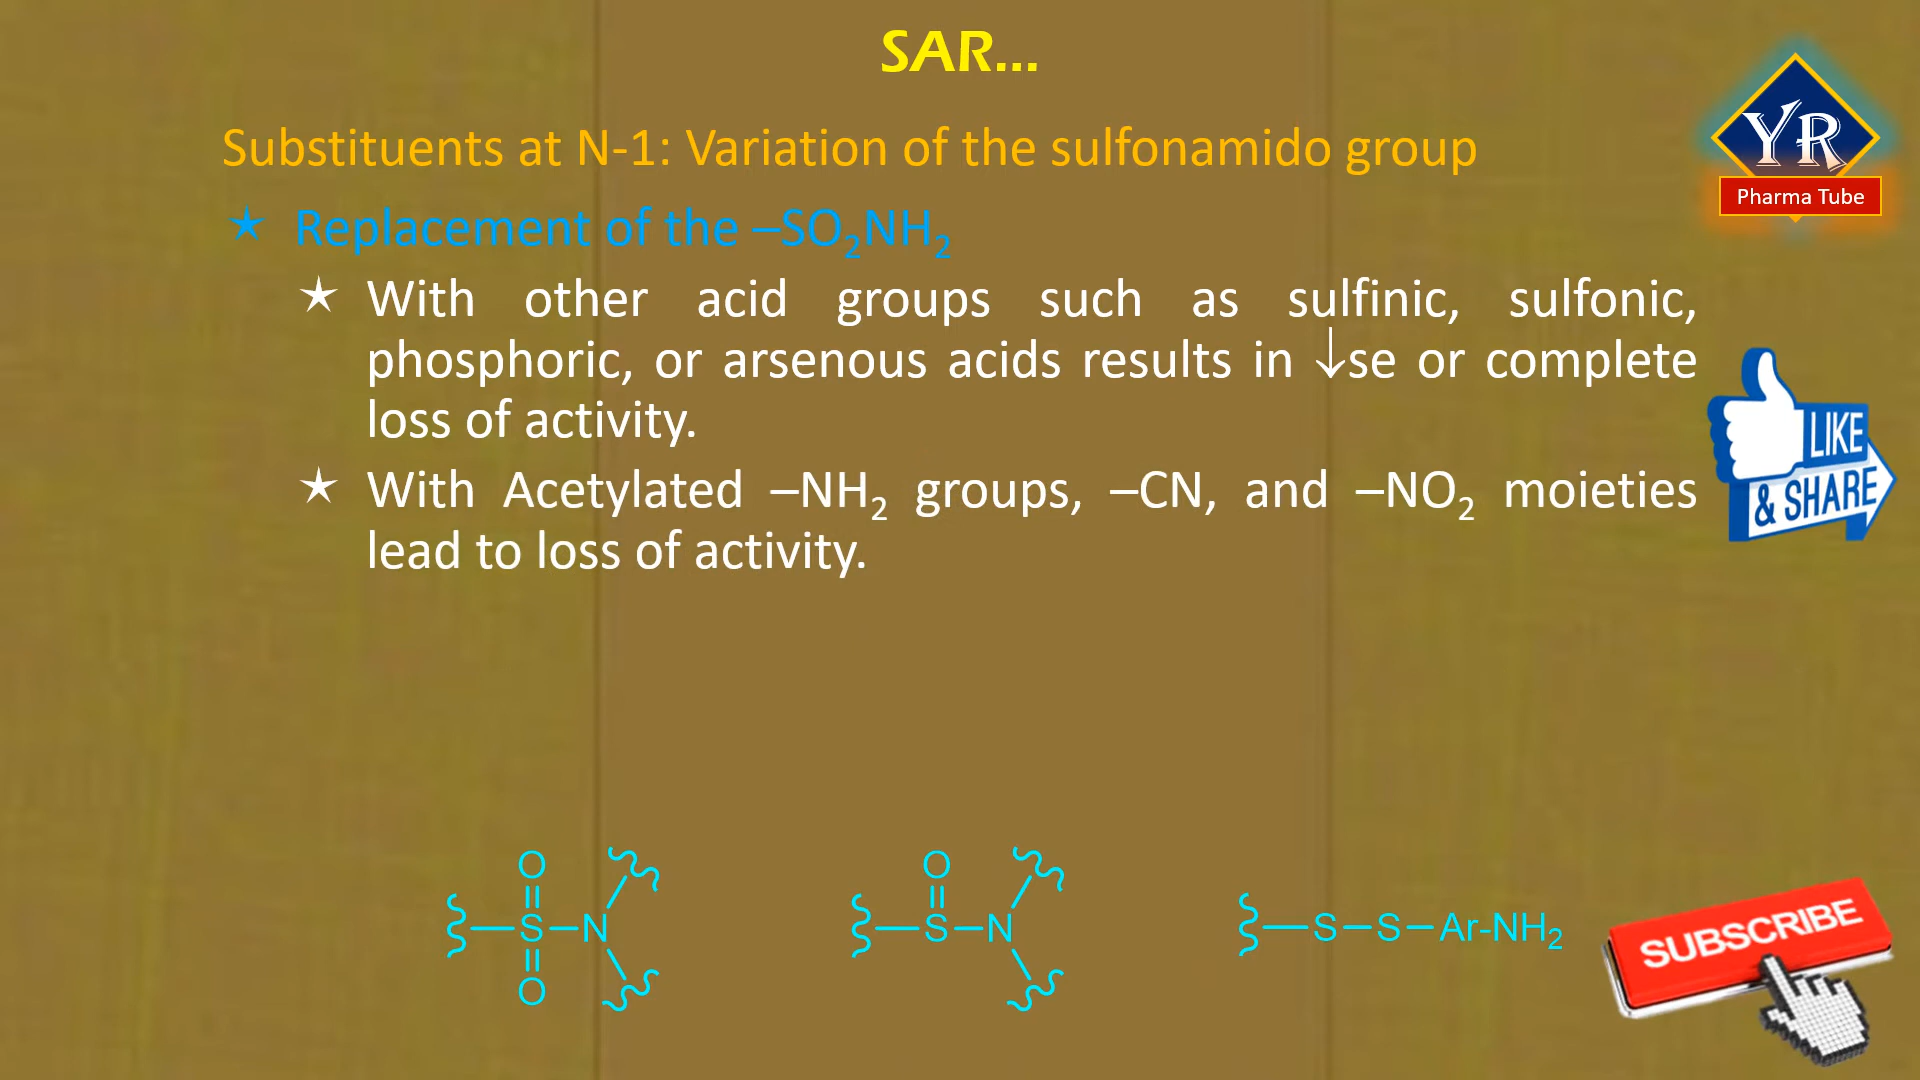 SAR...
YR
Pharma Tube
Substituents at N-1: Variation of the sulfonamido group
Replacement of the –SO₂NH₂
With other acid groups such as sulfinic, sulfonic,
phosphoric, or arsenous acids results in ↓se or complete
loss of activity.
With Acetylated –NH₂ groups, –CN, and –NO₂ moieties
lead to loss of activity.
LIKE
& SHARE
O
S–N
O
O
S–N
S–S–Ar-NH₂
SUBSCRIBE